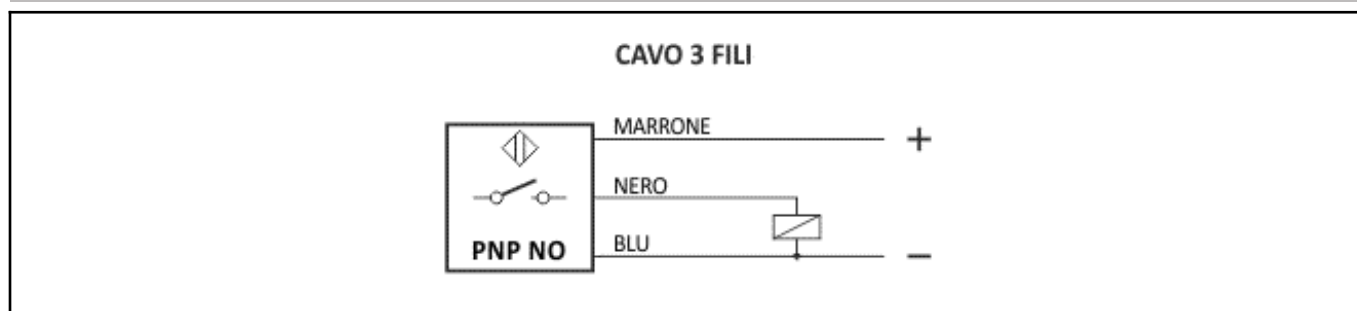 CAVO 3 FILI
MARRONE
+
NERO
BLU
PNP NO
−